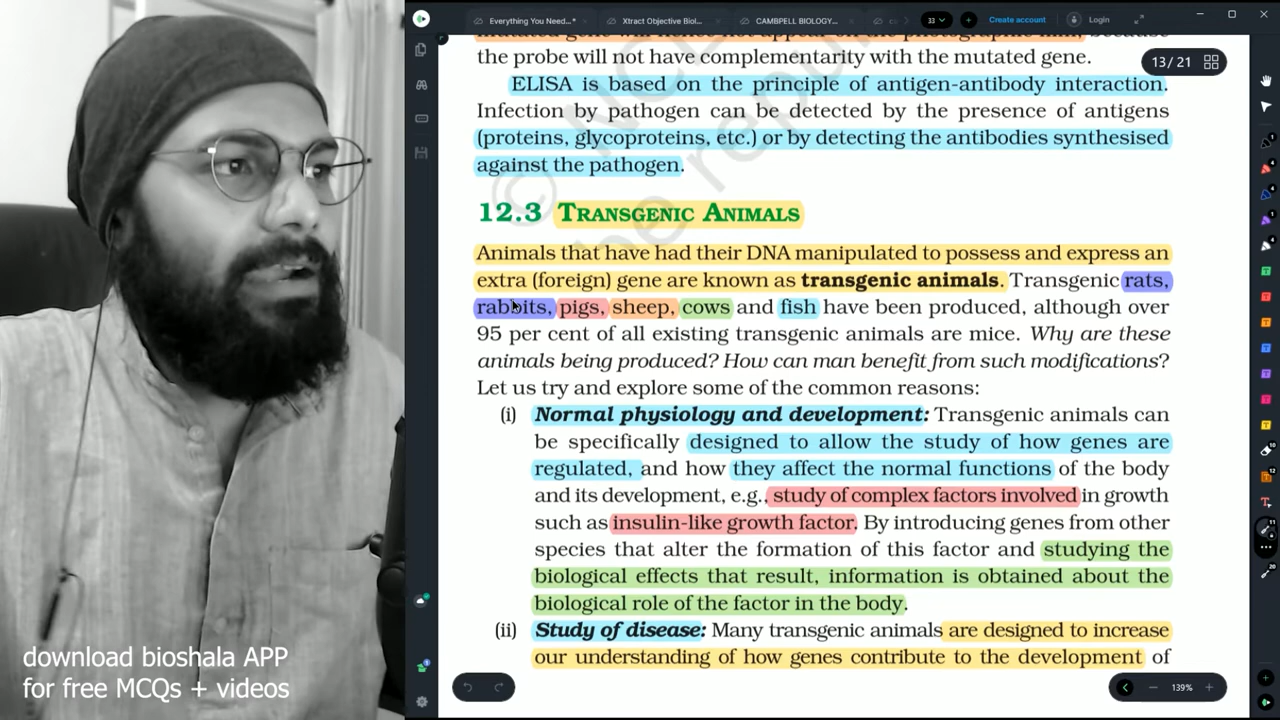 Everything You Need...*
Xtract Objective Biol...
CAMPBELL BIOLOGY...
33
Create account
Login
13/21
the probe will not have complementarity with the mutated gene.
ELISA is based on the principle of antigen-antibody interaction.
Infection by pathogen can be detected by the presence of antigens
(proteins, glycoproteins, etc.) or by detecting the antibodies synthesised
against the pathogen.
12.3 TRANSGENIC ANIMALS
Animals that have had their DNA manipulated to possess and express an
extra (foreign) gene are known as transgenic animals. Transgenic rats,
rabbits, pigs, sheep, cows and fish have been produced, although over
95 per cent of all existing transgenic animals are mice. Why are these
animals being produced? How can man benefit from such modifications?
Let us try and explore some of the common reasons:
(i) Normal physiology and development: Transgenic animals can
be specifically designed to allow the study of how genes are
regulated, and how they affect the normal functions of the body
and its development, e.g., study of complex factors involved in growth
such as insulin-like growth factor. By introducing genes from other
species that alter the formation of this factor and studying the
biological effects that result, information is obtained about the
biological role of the factor in the body.
(ii) Study of disease: Many transgenic animals are designed to increase
our understanding of how genes contribute to the development of
139%
download bioshala APP
for free MCQs + videos